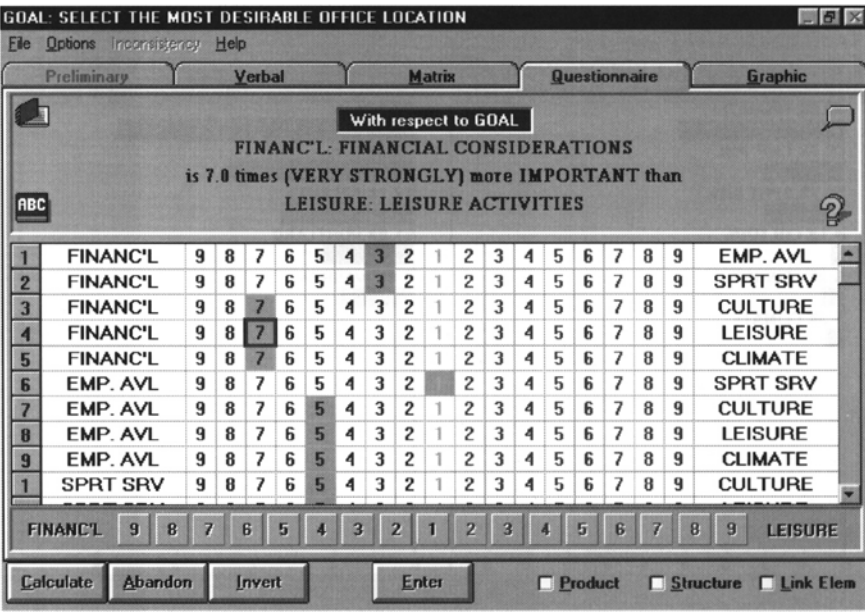 GOAL: SELECT THE MOST DESIRABLE OFFICE LOCATION
File Options Inconsistency Help
Preliminary Verbal Matrix Questionnaire Graphic
With respect to GOAL
FINANC'L: FINANCIAL CONSIDERATIONS
is 7.0 times (VERY STRONGLY) more IMPORTANT than
ABC
LEISURE: LEISURE ACTIVITIES
1 FINANC'L 9 8 7 6 5 4 3 2 1 2 3 4 5 6 7 8 9 EMP. AVL
2 FINANC'L 9 8 7 6 5 4 3 2 1 2 3 4 5 6 7 8 9 SPRT SRV
3 FINANC'L 9 8 7 6 5 4 3 2 1 2 3 4 5 6 7 8 9 CULTURE
4 FINANC'L 9 8 7 6 5 4 3 2 1 2 3 4 5 6 7 8 9 LEISURE
5 FINANC'L 9 8 7 6 5 4 3 2 1 2 3 4 5 6 7 8 9 CLIMATE
6 EMP. AVL 9 8 7 6 5 4 3 2 1 2 3 4 5 6 7 8 9 SPRT SRV
7 EMP. AVL 9 8 7 6 5 4 3 2 1 2 3 4 5 6 7 8 9 CULTURE
8 EMP. AVL 9 8 7 6 5 4 3 2 1 2 3 4 5 6 7 8 9 LEISURE
9 EMP. AVL 9 8 7 6 5 4 3 2 1 2 3 4 5 6 7 8 9 CLIMATE
1 SPRT SRV 9 8 7 6 5 4 3 2 1 2 3 4 5 6 7 8 9 CULTURE
FINANC'L 9 8 7 6 5 4 3 2 1 2 3 4 5 6 7 8 9 LEISURE
Calculate Abandon Invert Enter Product Structure Link Elem